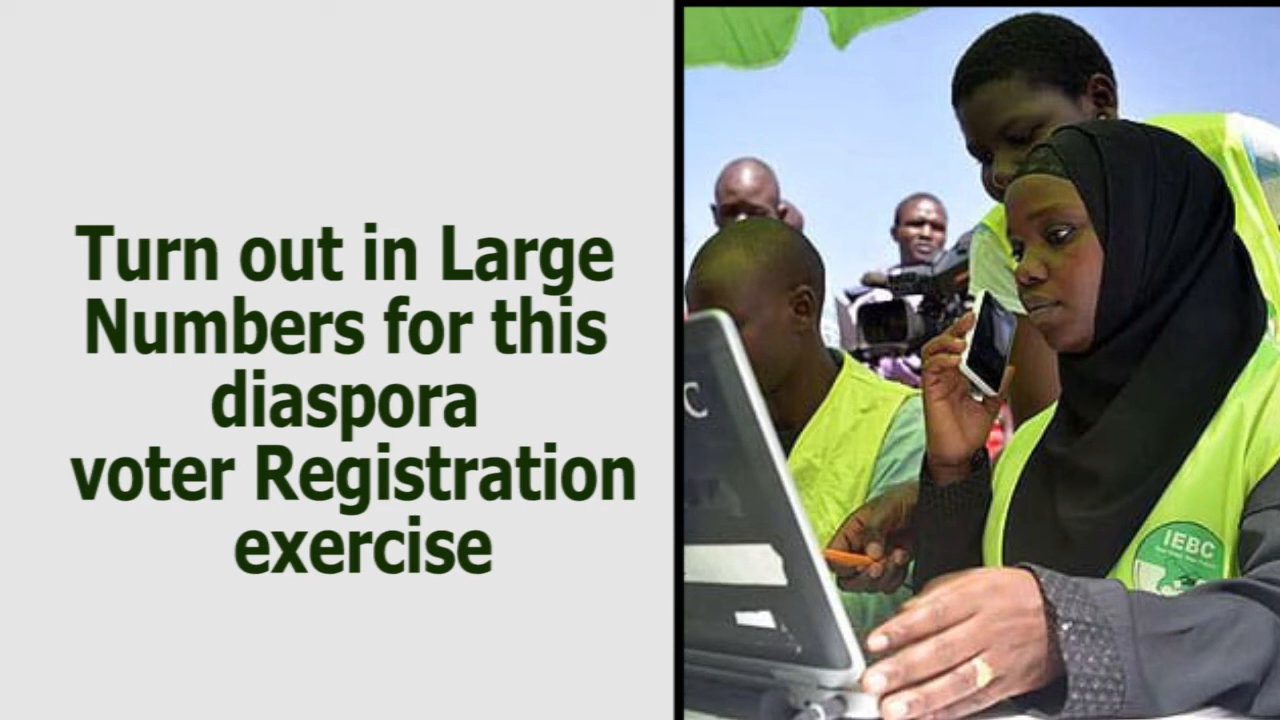 Turn out in Large
Numbers for this
diaspora
voter Registration
exercise
IEBC
C